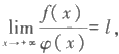 lim_{x→+∞} f(x)/φ(x) = l,